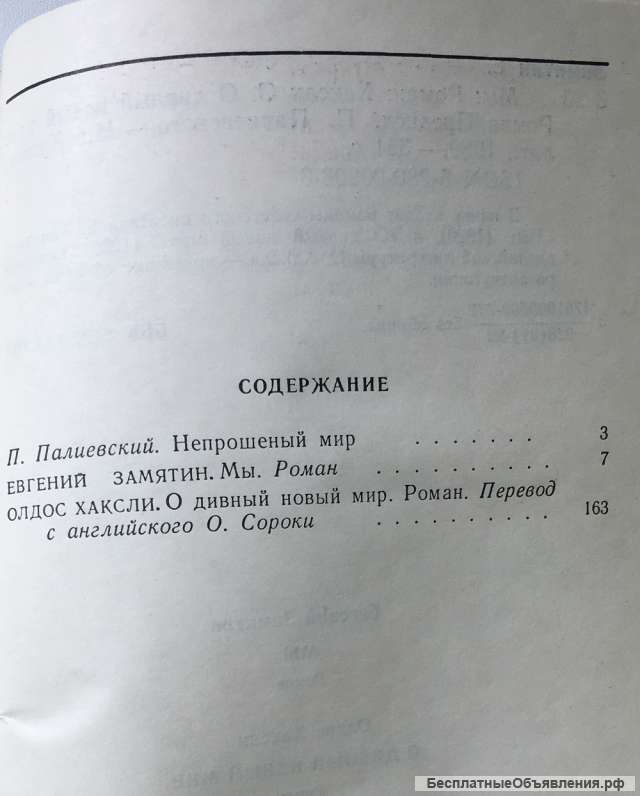 СОДЕРЖАНИЕ
П. Палиевский. Непрошеный мир . . . . . . . 3
ЕВГЕНИЙ ЗАМЯТИН. Мы. Роман . . . . . . . . . . 7
ОЛДОС ХАКСЛИ. О дивный новый мир. Роман. Перевод
с английского О. Сороки . . . . . . . . . . 163
БесплатныеОбъявления.рф